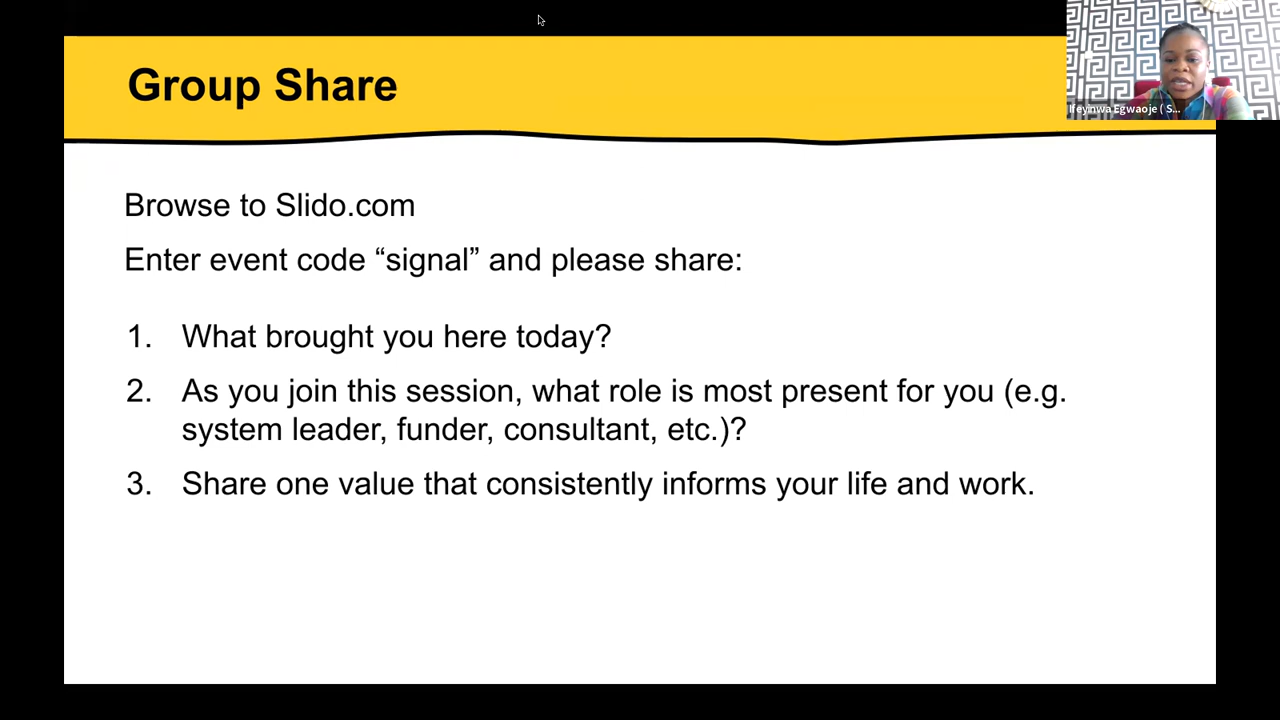 Group Share
Ifeyinwa Egwaoje ( S...
Browse to Slido.com
Enter event code “signal” and please share:
1. What brought you here today?
2. As you join this session, what role is most present for you (e.g.
system leader, funder, consultant, etc.)?
3. Share one value that consistently informs your life and work.